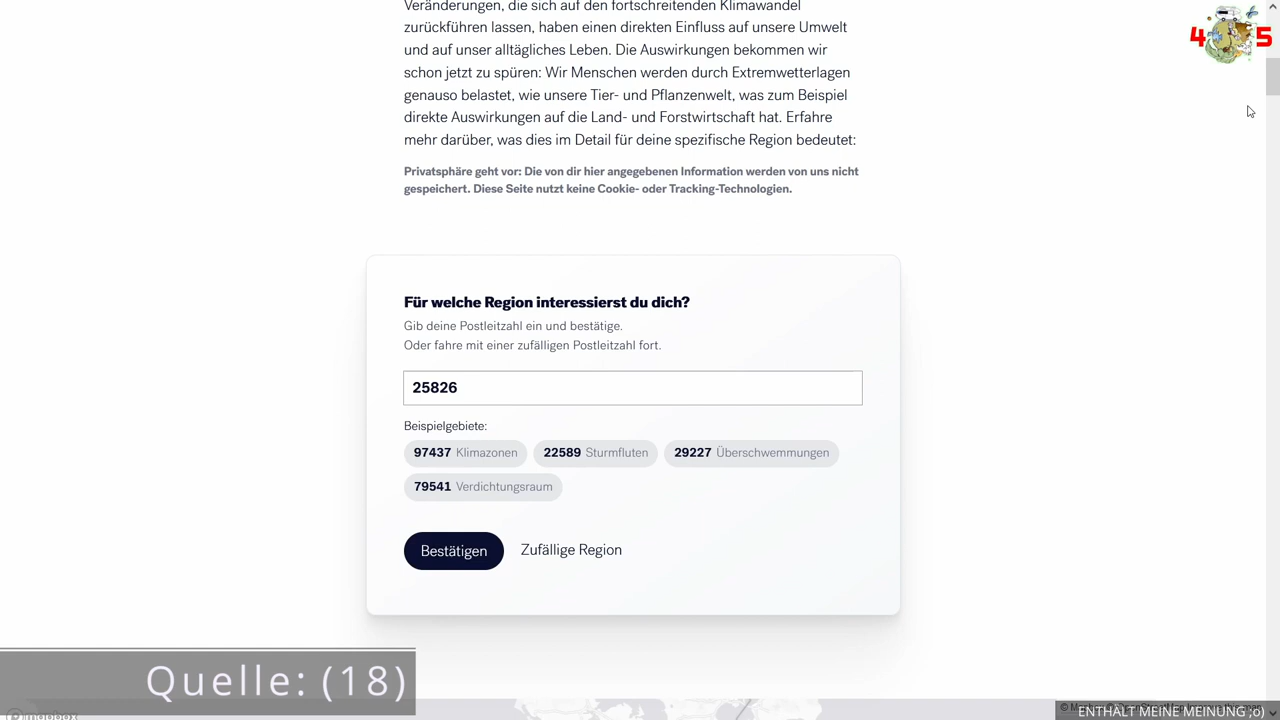 Veränderungen, die sich auf den fortschreitenden Klimawandel
zurückführen lassen, haben einen direkten Einfluss auf unsere Umwelt
und auf unser alltägliches Leben. Die Auswirkungen bekommen wir
schon jetzt zu spüren: Wir Menschen werden durch Extremwetterlagen
genauso belastet, wie unsere Tier- und Pflanzenwelt, was zum Beispiel
direkte Auswirkungen auf die Land- und Forstwirtschaft hat. Erfahre
mehr darüber, was dies im Detail für deine spezifische Region bedeutet:
Privatsphäre geht vor: Die von dir hier angegebenen Information werden von uns nicht
gespeichert. Diese Seite nutzt keine Cookie- oder Tracking-Technologien.
4 5
Für welche Region interessierst du dich?
Gib deine Postleitzahl ein und bestätige.
Oder fahre mit einer zufälligen Postleitzahl fort.
25826
Beispielgebiete:
97437 Klimazonen 22589 Sturmfluten 29227 Überschwemmungen
79541 Verdichtungsraum
Bestätigen Zufällige Region
Quelle: (18)
mapbox
ENTHÄLT MEINE MEINUNG ;o)